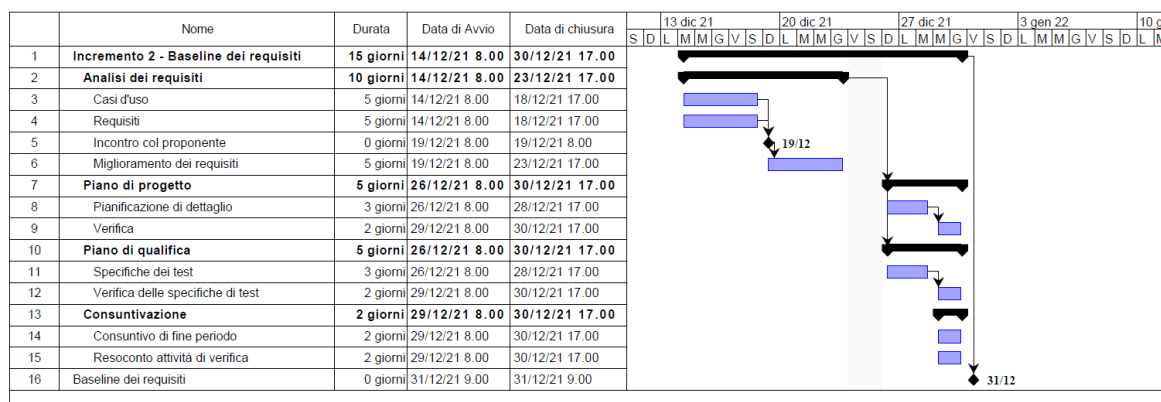 Nome Durata Data di Avvio Data di chiusura
13 dic 21 20 dic 21 27 dic 21 3 gen 22 10 g
S D L M M G V S D L M M G V S D L M M G V S D L M M G V S D L M
1 Incremento 2 - Baseline dei requisiti 15 giorni 14/12/21 8.00 30/12/21 17.00
2 Analisi dei requisiti 10 giorni 14/12/21 8.00 23/12/21 17.00
3 Casi d'uso 5 giorni 14/12/21 8.00 18/12/21 17.00
4 Requisiti 5 giorni 14/12/21 8.00 18/12/21 17.00
5 Incontro col proponente 0 giorni 19/12/21 8.00 19/12/21 8.00 19/12
6 Miglioramento dei requisiti 5 giorni 19/12/21 8.00 23/12/21 17.00
7 Piano di progetto 5 giorni 26/12/21 8.00 30/12/21 17.00
8 Pianificazione di dettaglio 3 giorni 26/12/21 8.00 28/12/21 17.00
9 Verifica 2 giorni 29/12/21 8.00 30/12/21 17.00
10 Piano di qualifica 5 giorni 26/12/21 8.00 30/12/21 17.00
11 Specifiche dei test 3 giorni 26/12/21 8.00 28/12/21 17.00
12 Verifica delle specifiche di test 2 giorni 29/12/21 8.00 30/12/21 17.00
13 Consuntivazione 2 giorni 29/12/21 8.00 30/12/21 17.00
14 Consuntivo di fine periodo 2 giorni 29/12/21 8.00 30/12/21 17.00
15 Resoconto attività di verifica 2 giorni 29/12/21 8.00 30/12/21 17.00
16 Baseline dei requisiti 0 giorni 31/12/21 9.00 31/12/21 9.00 31/12